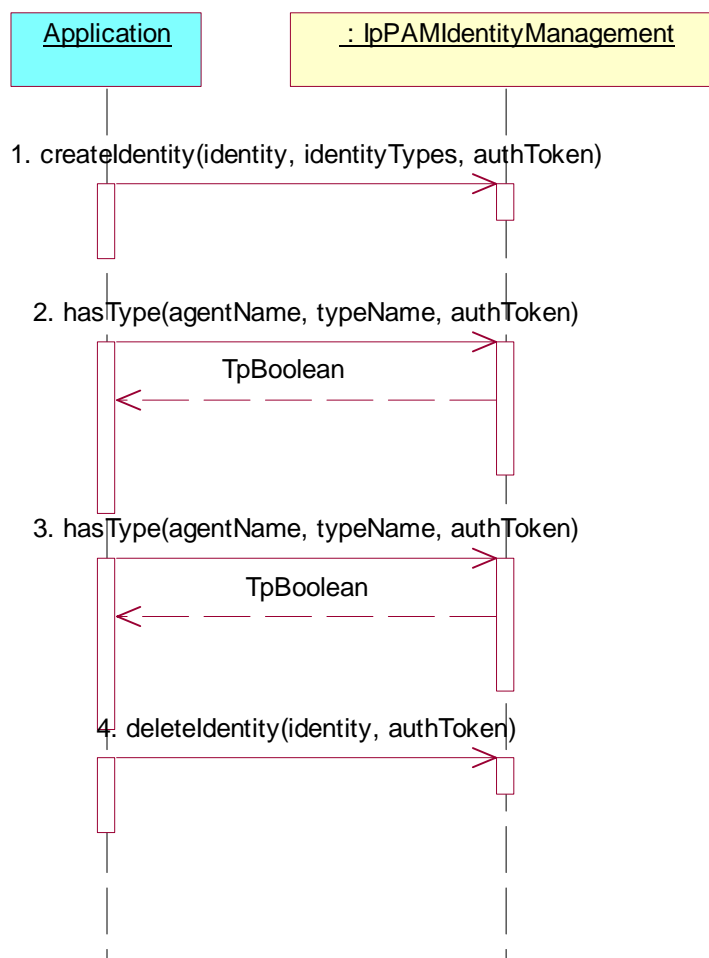 Application
: IpPAMIdentityManagement
1. createIdentity(identity, identityTypes, authToken)
2. hasType(agentName, typeName, authToken)
TpBoolean
3. hasType(agentName, typeName, authToken)
TpBoolean
4. deleteIdentity(identity, authToken)